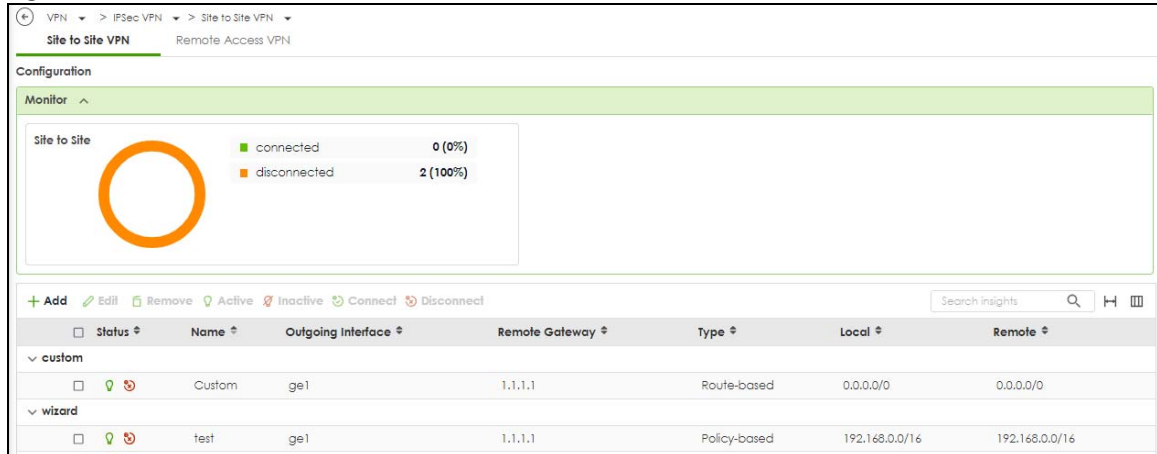 VPN > IPSec VPN > Site to Site VPN
Site to Site VPN Remote Access VPN
Configuration
Monitor
Site to Site
connected 0 (0%)
disconnected 2 (100%)
+ Add Edit Remove Active Inactive Connect Disconnect Search insights
Status Name Outgoing Interface Remote Gateway Type Local Remote
custom
Custom ge1 1.1.1.1 Route-based 0.0.0.0/0 0.0.0.0/0
wizard
test ge1 1.1.1.1 Policy-based 192.168.0.0/16 192.168.0.0/16